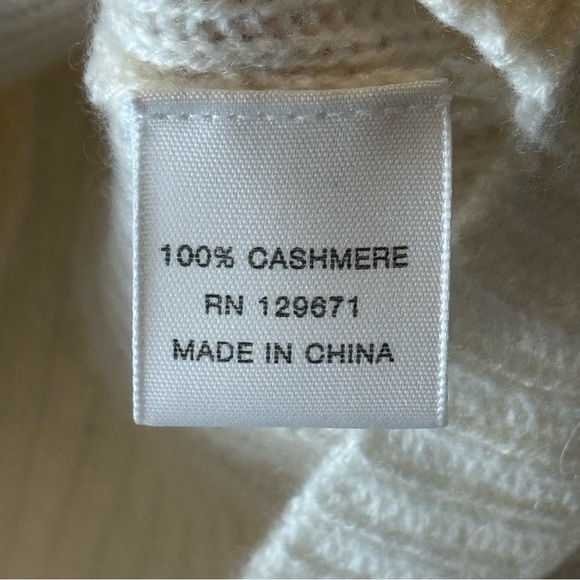 100% CASHMERE
RN 129671
MADE IN CHINA